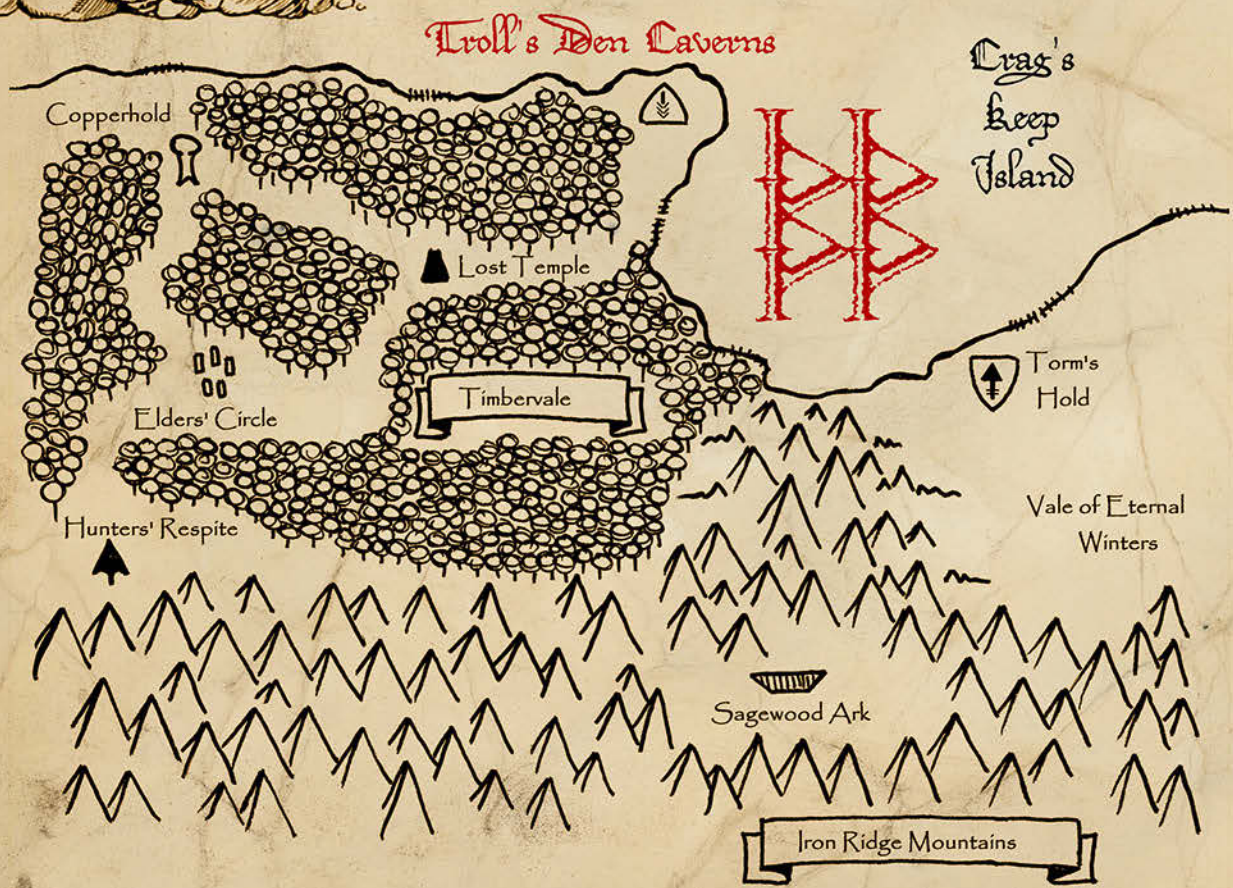 Troll's Den Caverns
Crag's
keep
Island
Copperhold
Lost Temple
Torm's
Hold
Timbervale
Elders' Circle
Vale of Eternal
Winters
Hunters' Respite
Sagewood Ark
Iron Ridge Mountains